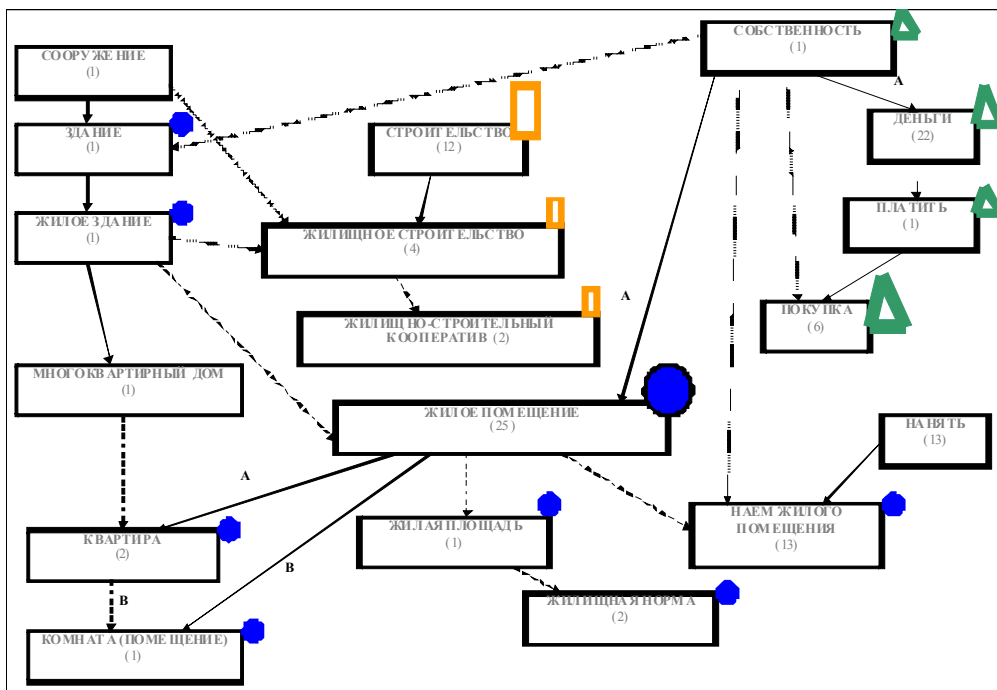 СОБСТВЕННОСТЬ
(1)
СООРУЖЕНИЕ
(1)
A
ДЕНЬГИ
(22)
ЗДАНИЕ
(1)
СТРОИТЕЛЬСТВО
(12)
ПЛАТИТЬ
(1)
ЖИЛОЕ ЗДАНИЕ
(1)
ЖИЛИЩНОЕ СТРОИТЕЛЬСТВО
(4)
A
ПОКУПКА
(6)
ЖИЛИЩНО-СТРОИТЕЛЬНЫЙ
КООПЕРАТИВ (2)
МНОГОКВАРТИРНЫЙ ДОМ
(1)
ЖИЛОЕ ПОМЕЩЕНИЕ
(25)
НАНЯТЬ
(13)
A
КВАРТИРА
(2)
ЖИЛАЯ ПЛОЩАДЬ
(1)
НАЕМ ЖИЛОГО
ПОМЕЩЕНИЯ
(13)
B
B
ЖИЛИЩНАЯ НОРМА
(2)
КОМНАТА (ПОМЕЩЕНИЕ)
(1)